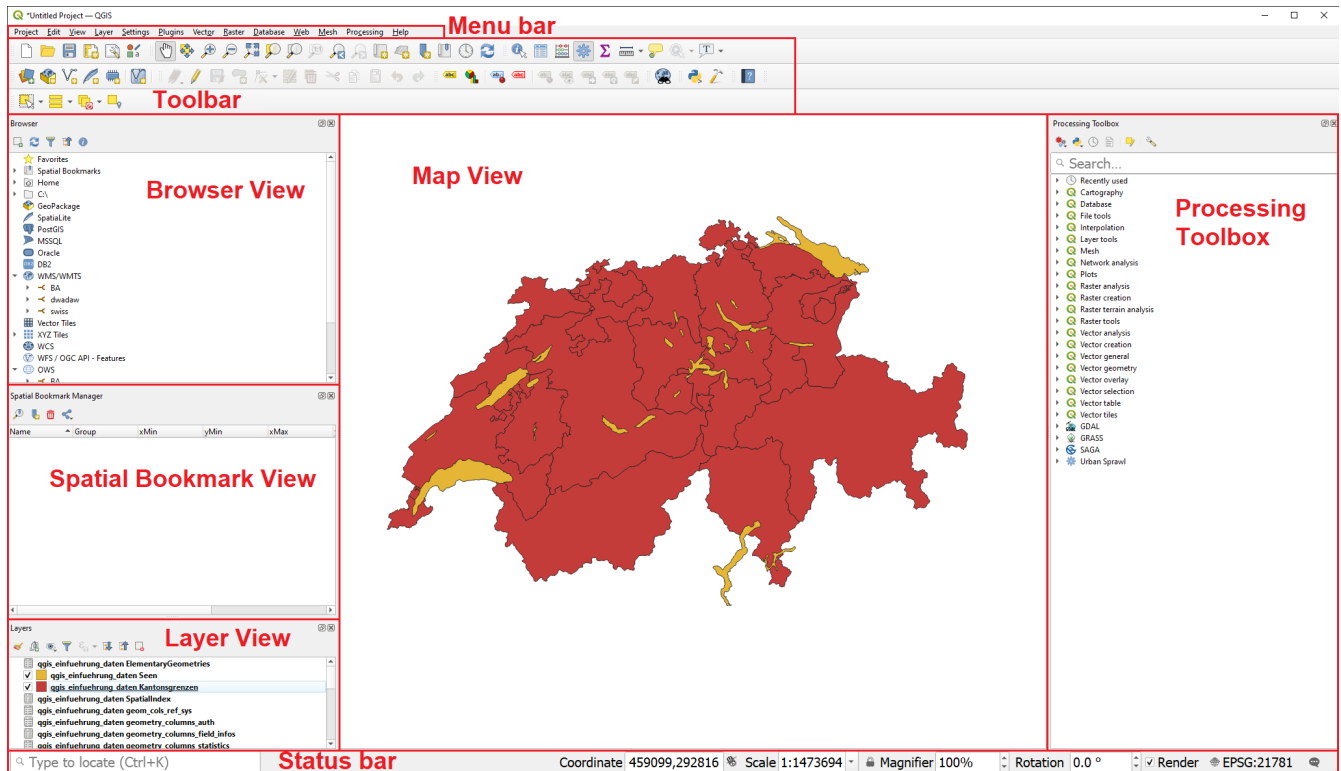 *Untitled Project — QGIS
Project Edit View Layer Settings Plugins Vector Raster Database Web Mesh Processing Help
Menu bar
Toolbar
Browser
Favorites
Spatial Bookmarks
Home
C:\
GeoPackage
SpatiaLite
PostGIS
MSSQL
Oracle
DB2
WMS/WMTS
BA
dwadaw
swiss
Vector Tiles
XYZ Tiles
WCS
WFS / OGC API - Features
OWS
BA
Browser View
Spatial Bookmark Manager
Name Group xMin yMin xMax
Spatial Bookmark View
Layers
Layer View
qgis_einfuehrung_daten ElementaryGeometries
qgis_einfuehrung_daten Seen
qgis_einfuehrung_daten Kantonsgrenzen
qgis_einfuehrung_daten SpatialIndex
qgis_einfuehrung_daten geom_cols_ref_sys
qgis_einfuehrung_daten geometry_columns_auth
qgis_einfuehrung_daten geometry_columns_field_infos
qgis_einfuehrung_daten geometry_columns_statistics
Map View
Processing Toolbox
Search...
Recently used
Cartography
Database
File tools
Interpolation
Layer tools
Mesh
Network analysis
Plots
Raster analysis
Raster creation
Raster terrain analysis
Raster tools
Vector analysis
Vector creation
Vector general
Vector geometry
Vector overlay
Vector selection
Vector table
Vector tiles
GDAL
GRASS
SAGA
Urban Sprawl
Processing
Toolbox
Type to locate (Ctrl+K)
Status bar
Coordinate 459099,292816 Scale 1:1473694 Magnifier 100% Rotation 0.0 ° Render EPSG:21781